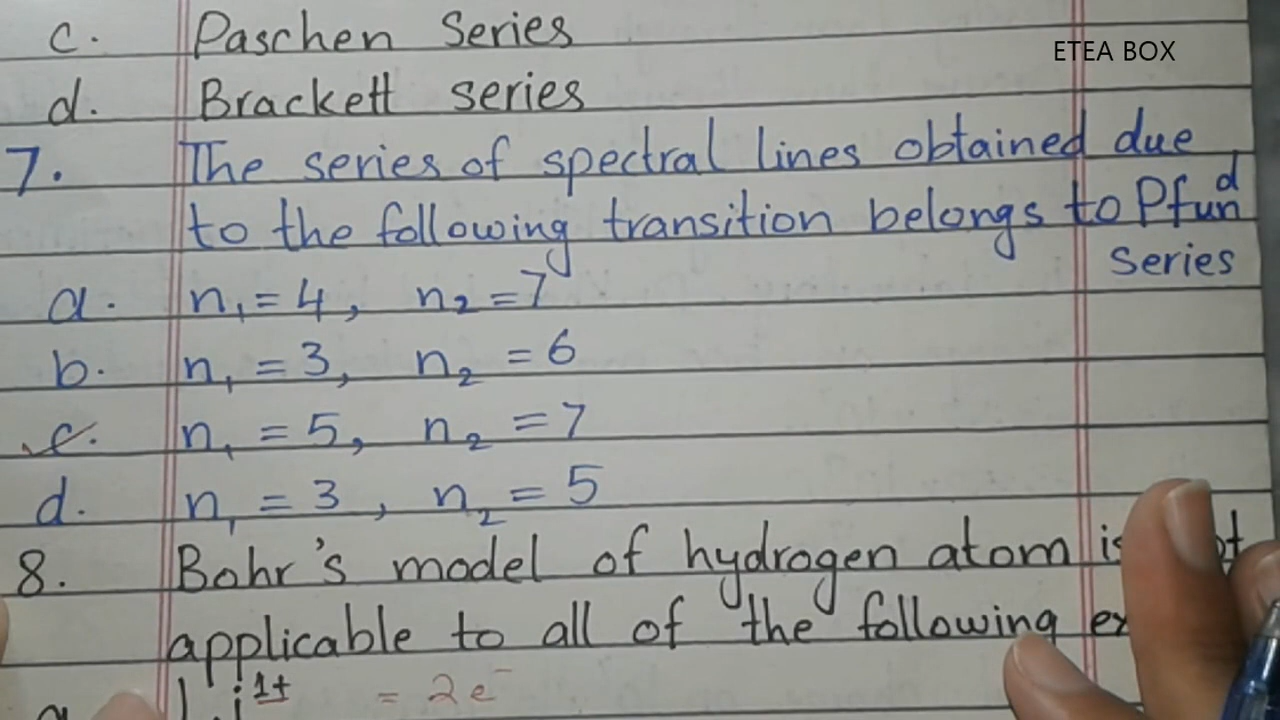 c. Paschen Series
ETEA BOX
d. Brackett series
7. The series of spectral lines obtained due
to the following transition belongs to Pfund
Series
a. n₁ = 4, n₂ = 7
b. n₁ = 3, n₂ = 6
c. n₁ = 5, n₂ = 7
d. n₁ = 3, n₂ = 5
8. Bohr's model of hydrogen atom is
applicable to all of the following
a. Li¹⁺ = 2e⁻